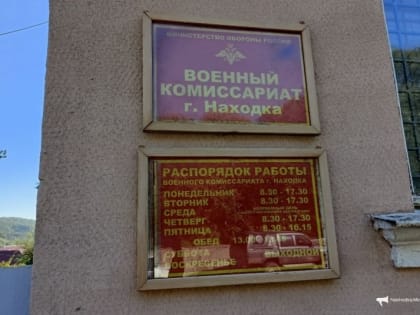 МИНИСТЕРСТВО ОБОРОНЫ РОССИИ
ВОЕННЫЙ
КОМИССАРИАТ
г. Находка
РАСПОРЯДОК РАБОТЫ
ВОЕННОГО КОМИССАРИАТА г. НАХОДКА
ПОНЕДЕЛЬНИК 8.30 - 17.30
ВТОРНИК 8.30 - 17.30
СРЕДА
ЧЕТВЕРГ 8.30 - 17.30
ПЯТНИЦА 8.30 - 16.15
ОБЕД
СУББОТА ВЫХОДНОЙ
ВОСКРЕСЕНЬЕ